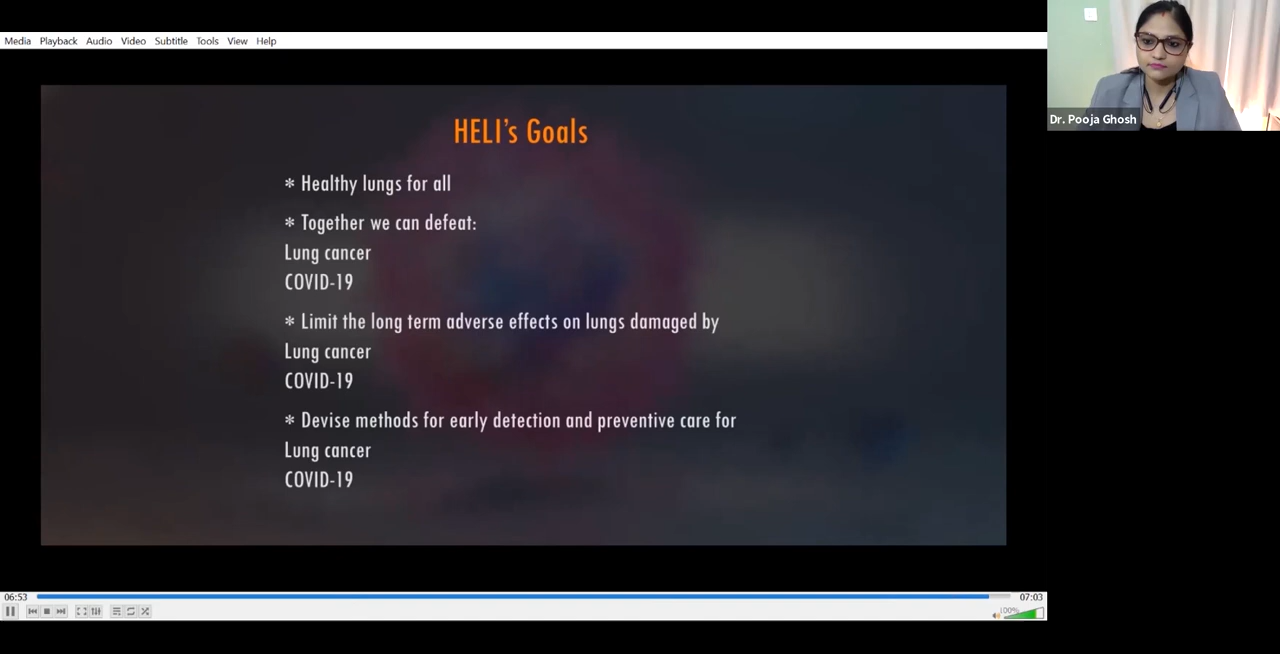 Media Playback Audio Video Subtitle Tools View Help
Dr. Pooja Ghosh
HELI's Goals
* Healthy lungs for all
* Together we can defeat:
Lung cancer
COVID-19
* Limit the long term adverse effects on lungs damaged by
Lung cancer
COVID-19
* Devise methods for early detection and preventive care for
Lung cancer
COVID-19
06:53
07:03
100%